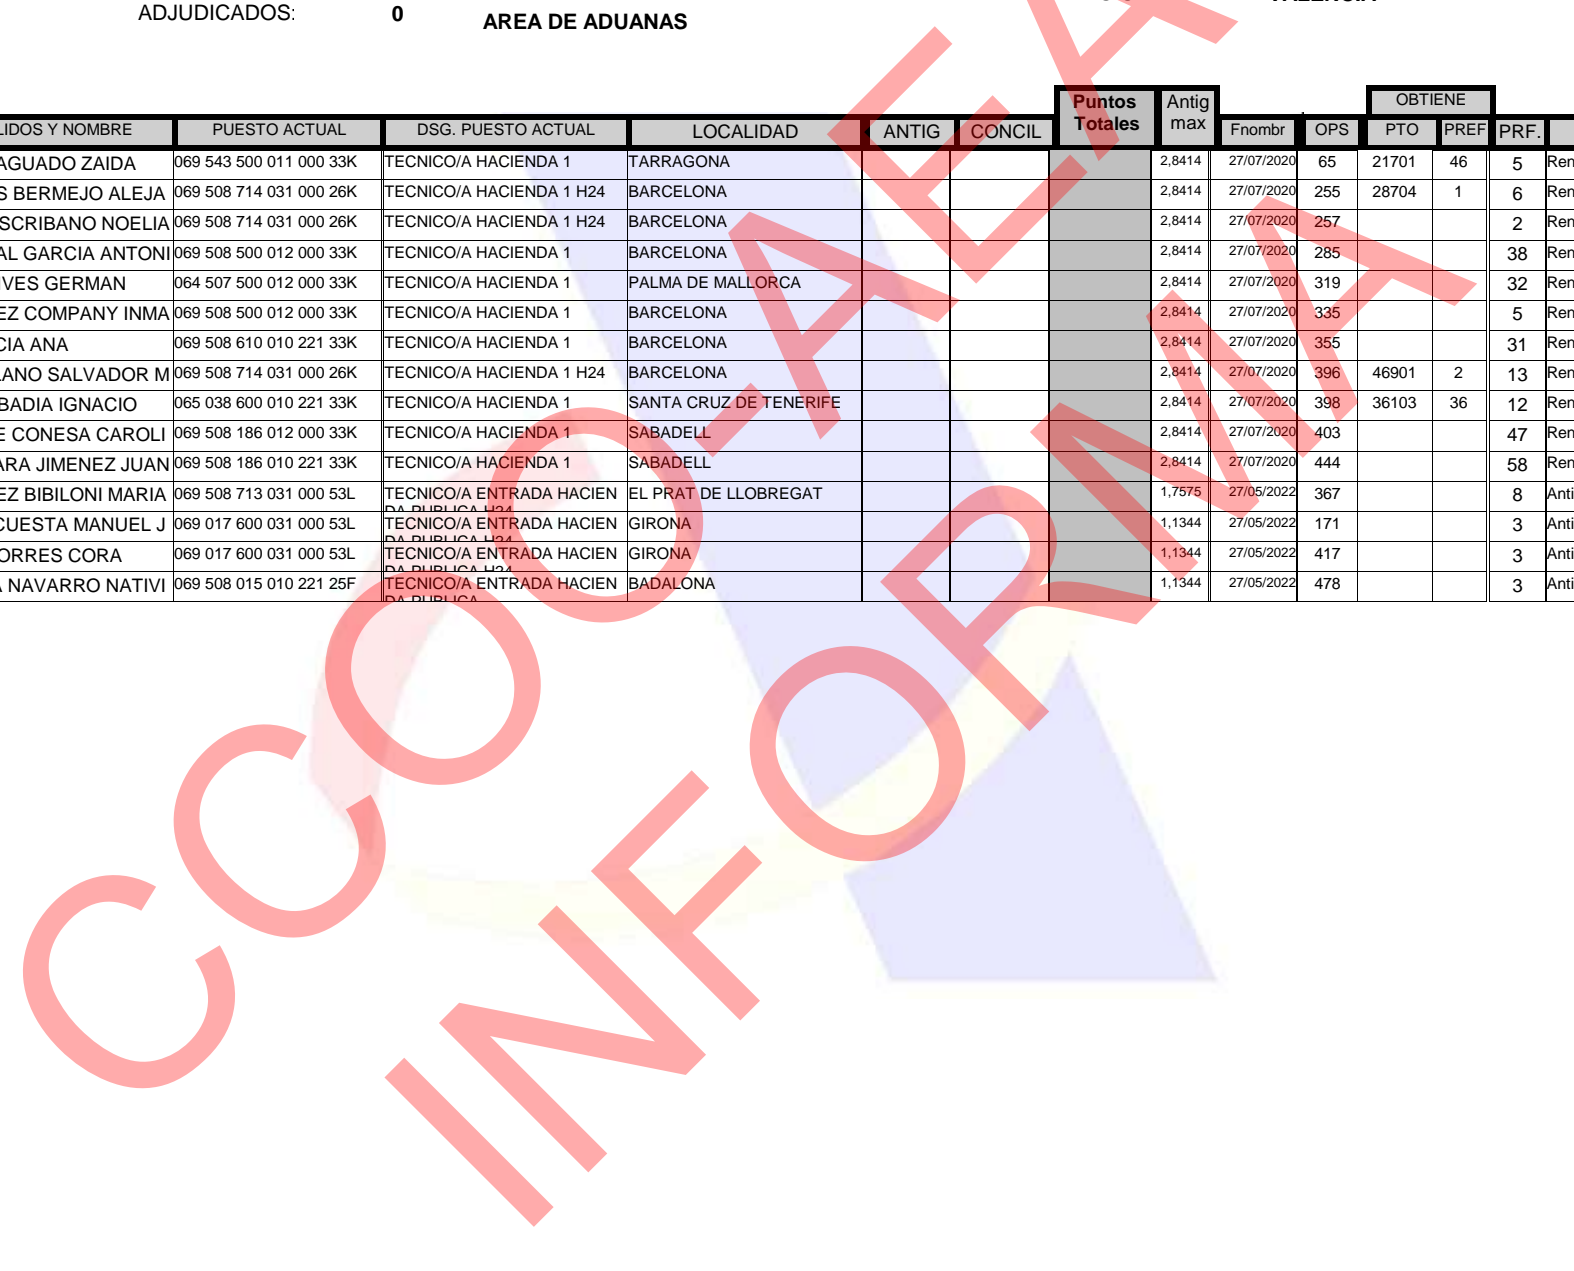 ADJUDICADOS: 0 AREA DE ADUANAS
Puntos Totales Antig max OBTIENE
LIDOS Y NOMBRE PUESTO ACTUAL DSG. PUESTO ACTUAL LOCALIDAD ANTIG CONCIL Fnombr OPS PTO PREF PRF.
AGUADO ZAIDA 069 543 500 011 000 33K TECNICO/A HACIENDA 1 TARRAGONA 2,8414 27/07/2020 65 21701 46 5 Ren
S BERMEJO ALEJA 069 508 714 031 000 26K TECNICO/A HACIENDA 1 H24 BARCELONA 2,8414 27/07/2020 255 28704 1 6 Ren
SCRIBANO NOELIA 069 508 714 031 000 26K TECNICO/A HACIENDA 1 H24 BARCELONA 2,8414 27/07/2020 257 2 Ren
AL GARCIA ANTONI 069 508 500 012 000 33K TECNICO/A HACIENDA 1 BARCELONA 2,8414 27/07/2020 285 38 Ren
VES GERMAN 064 507 500 012 000 33K TECNICO/A HACIENDA 1 PALMA DE MALLORCA 2,8414 27/07/2020 319 32 Ren
EZ COMPANY INMA 069 508 500 012 000 33K TECNICO/A HACIENDA 1 BARCELONA 2,8414 27/07/2020 335 5 Ren
CIA ANA 069 508 610 010 221 33K TECNICO/A HACIENDA 1 BARCELONA 2,8414 27/07/2020 355 31 Ren
LANO SALVADOR M 069 508 714 031 000 26K TECNICO/A HACIENDA 1 H24 BARCELONA 2,8414 27/07/2020 396 46901 2 13 Ren
BADIA IGNACIO 065 038 600 010 221 33K TECNICO/A HACIENDA 1 SANTA CRUZ DE TENERIFE 2,8414 27/07/2020 398 36103 36 12 Ren
E CONESA CAROLI 069 508 186 012 000 33K TECNICO/A HACIENDA 1 SABADELL 2,8414 27/07/2020 403 47 Ren
ARA JIMENEZ JUAN 069 508 186 010 221 33K TECNICO/A HACIENDA 1 SABADELL 2,8414 27/07/2020 444 58 Ren
EZ BIBILONI MARIA 069 508 713 031 000 53L TECNICO/A ENTRADA HACIEN EL PRAT DE LLOBREGAT 1,7575 27/05/2022 367 8 Anti
DA PUBLICA H24
CUESTA MANUEL J 069 017 600 031 000 53L TECNICO/A ENTRADA HACIEN GIRONA 1,1344 27/05/2022 171 3 Anti
DA PUBLICA H24
ORRES CORA 069 017 600 031 000 53L TECNICO/A ENTRADA HACIEN GIRONA 1,1344 27/05/2022 417 3 Anti
DA PUBLICA H24
A NAVARRO NATIVI 069 508 015 010 221 25F TECNICO/A ENTRADA HACIEN BADALONA 1,1344 27/05/2022 478 3 Anti
DA PUBLICA
CCOO-AEA
INFORMA